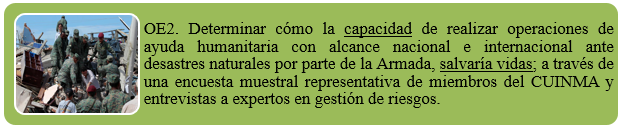 OE2. Determinar cómo la capacidad de realizar operaciones de
ayuda humanitaria con alcance nacional e internacional ante
desastres naturales por parte de la Armada, salvaría vidas; a través de
una encuesta muestral representativa de miembros del CUINMA y
entrevistas a expertos en gestión de riesgos.